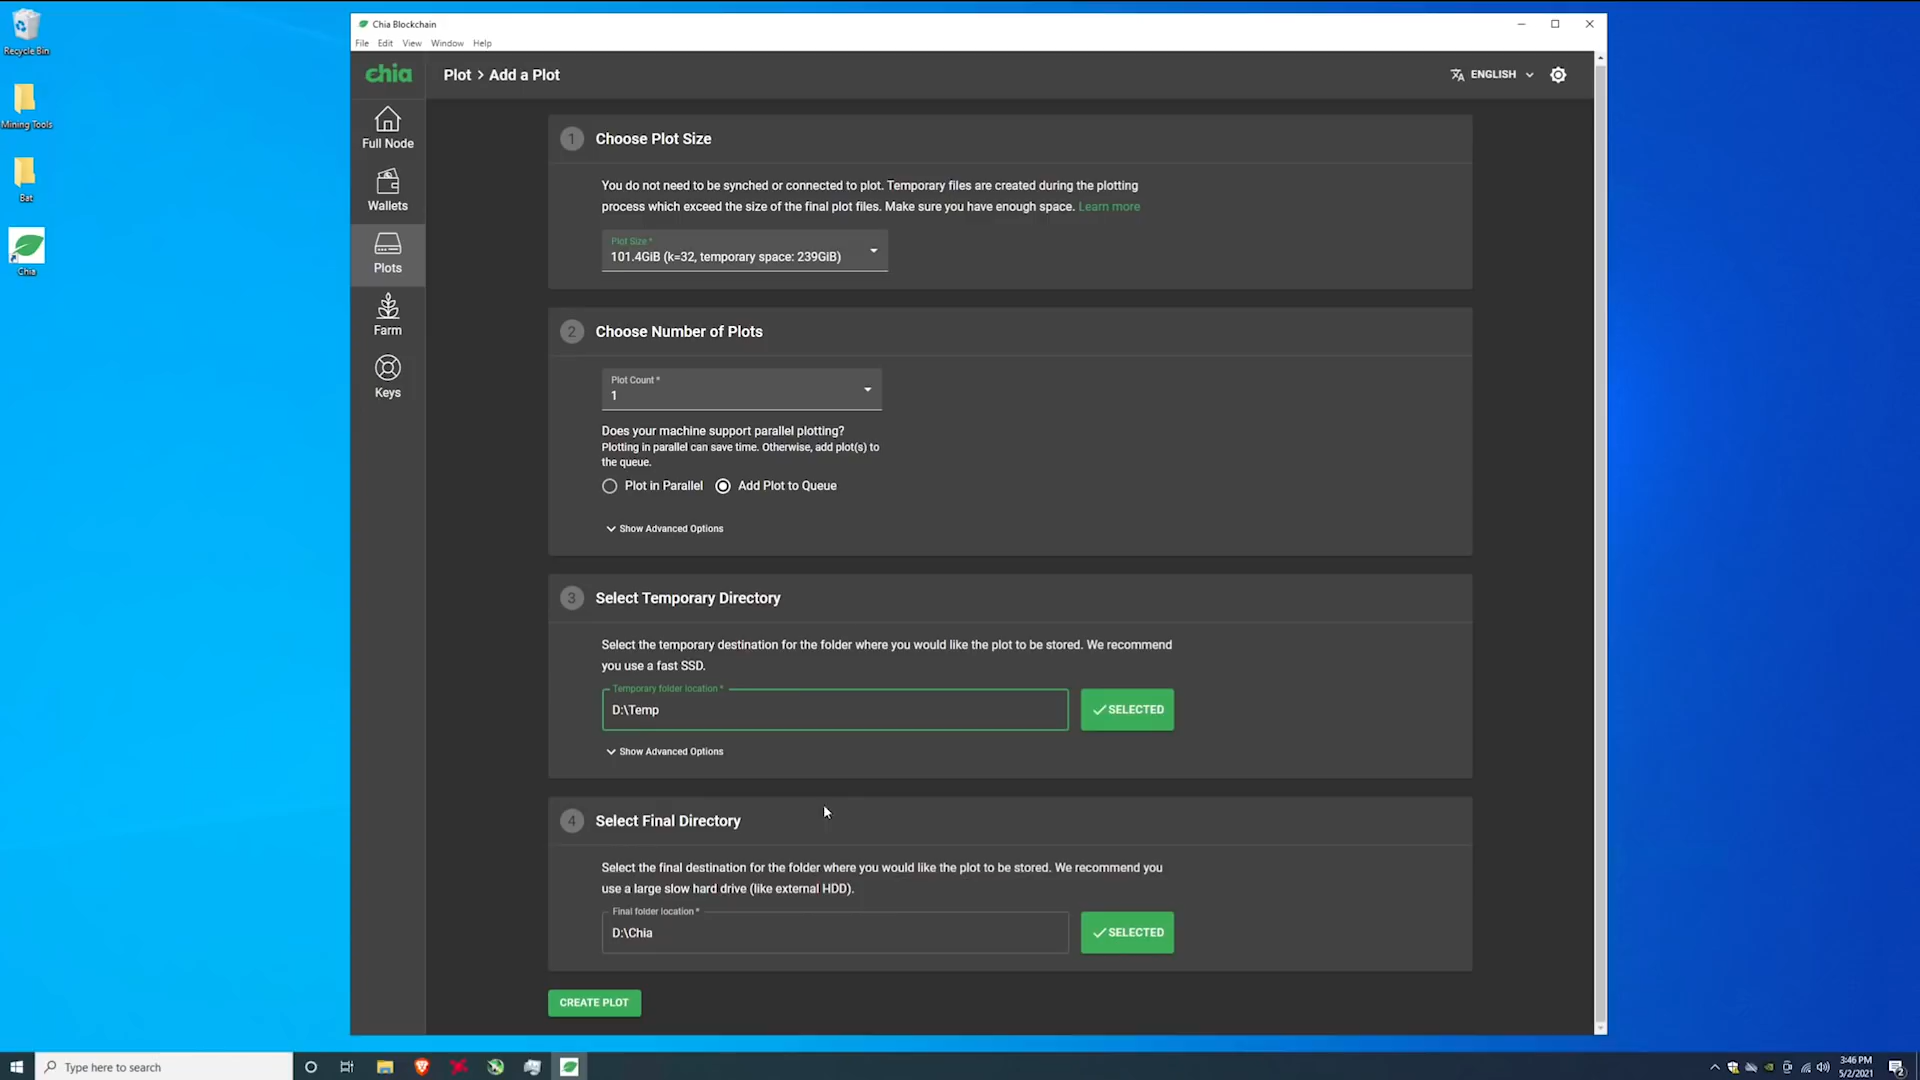 Recycle Bin
Mining Tools
Bat
Chia
Chia Blockchain
File Edit View Window Help
chia
Plot > Add a Plot
ENGLISH
Full Node
Wallets
Plots
Farm
Keys
1 Choose Plot Size
You do not need to be synched or connected to plot. Temporary files are created during the plotting
process which exceed the size of the final plot files. Make sure you have enough space. Learn more
Plot Size *
101.4GiB (k=32, temporary space: 239GiB)
2 Choose Number of Plots
Plot Count *
1
Does your machine support parallel plotting?
Plotting in parallel can save time. Otherwise, add plot(s) to
the queue.
Plot in Parallel Add Plot to Queue
Show Advanced Options
3 Select Temporary Directory
Select the temporary destination for the folder where you would like the plot to be stored. We recommend
you use a fast SSD.
Temporary folder location *
D:\Temp
SELECTED
Show Advanced Options
4 Select Final Directory
Select the final destination for the folder where you would like the plot to be stored. We recommend you
use a large slow hard drive (like external HDD).
Final folder location *
D:\Chia
SELECTED
CREATE PLOT
Type here to search
3:46 PM
5/2/2021
2